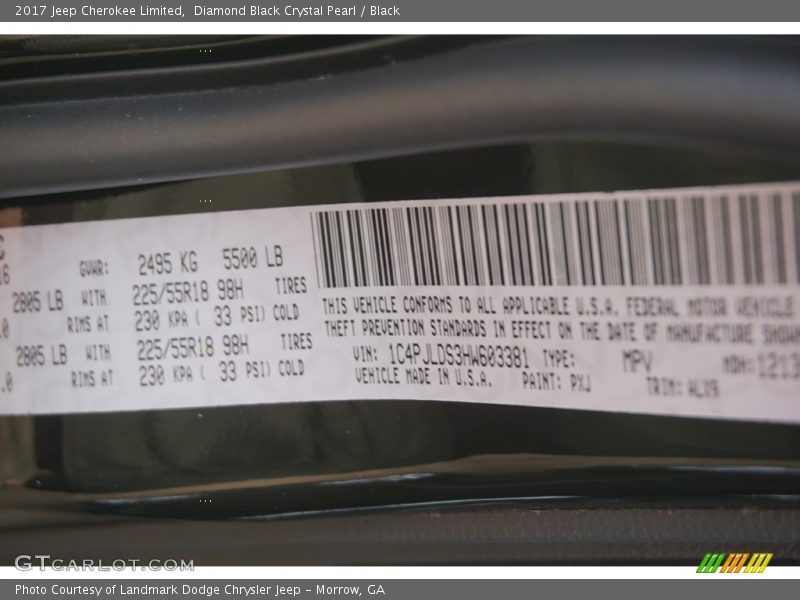 2017 Jeep Cherokee Limited, Diamond Black Crystal Pearl / Black
GVWR: 2495 KG 5500 LB
2805 LB WITH 225/55R18 98H TIRES
RIMS AT 230 KPA ( 33 PSI) COLD
2805 LB WITH 225/55R18 98H TIRES
RIMS AT 230 KPA ( 33 PSI) COLD
THIS VEHICLE CONFORMS TO ALL APPLICABLE U.S.A. FEDERAL MOTOR VEHICLE
THEFT PREVENTION STANDARDS IN EFFECT ON THE DATE OF MANUFACTURE SHOWN
VIN: 1C4PJLDS3HW603381 TYPE: MPV MDH: 1213
VEHICLE MADE IN U.S.A. PAINT: PXJ TRIM:
GTCARLOT.COM
Photo Courtesy of Landmark Dodge Chrysler Jeep – Morrow, GA